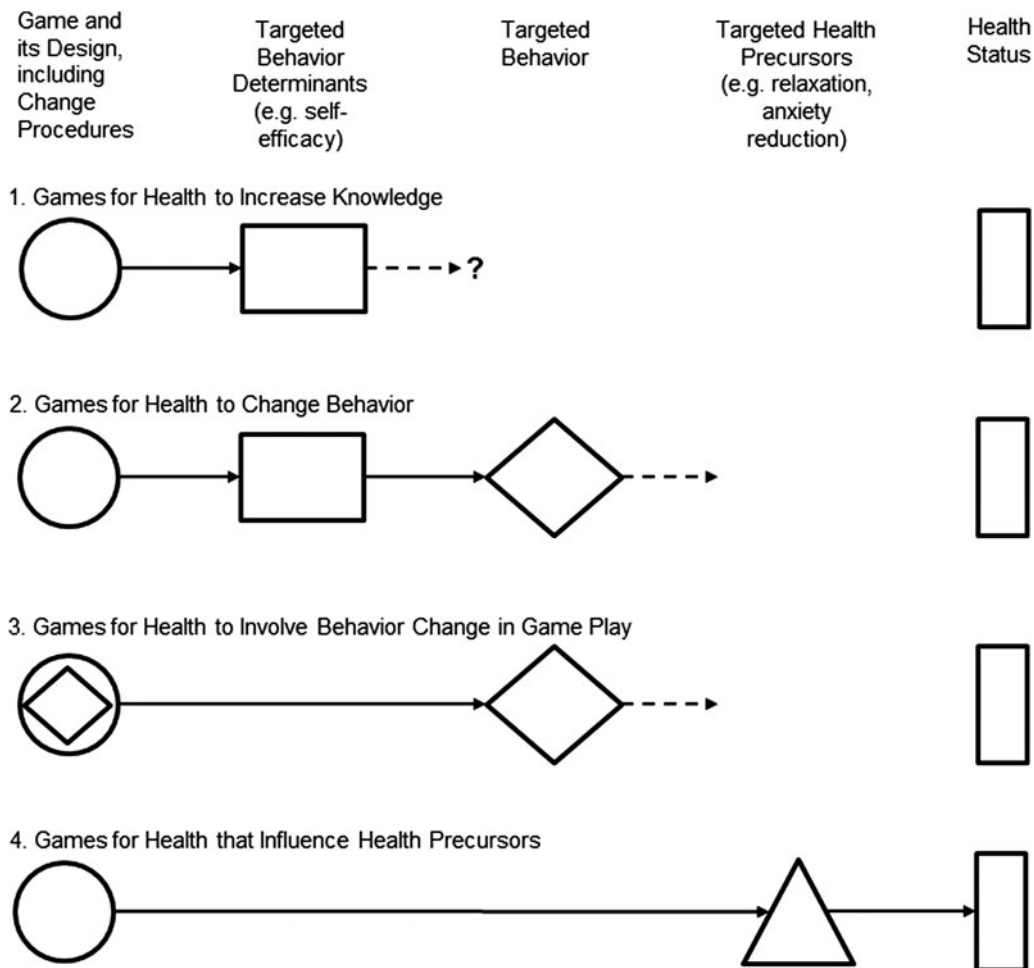 Game and
its Design,
including
Change
Procedures
Targeted
Behavior
Determinants
(e.g. self-
efficacy)
Targeted
Behavior
Targeted Health
Precursors
(e.g. relaxation,
anxiety
reduction)
Health
Status
1. Games for Health to Increase Knowledge
?
2. Games for Health to Change Behavior
3. Games for Health to Involve Behavior Change in Game Play
4. Games for Health that Influence Health Precursors